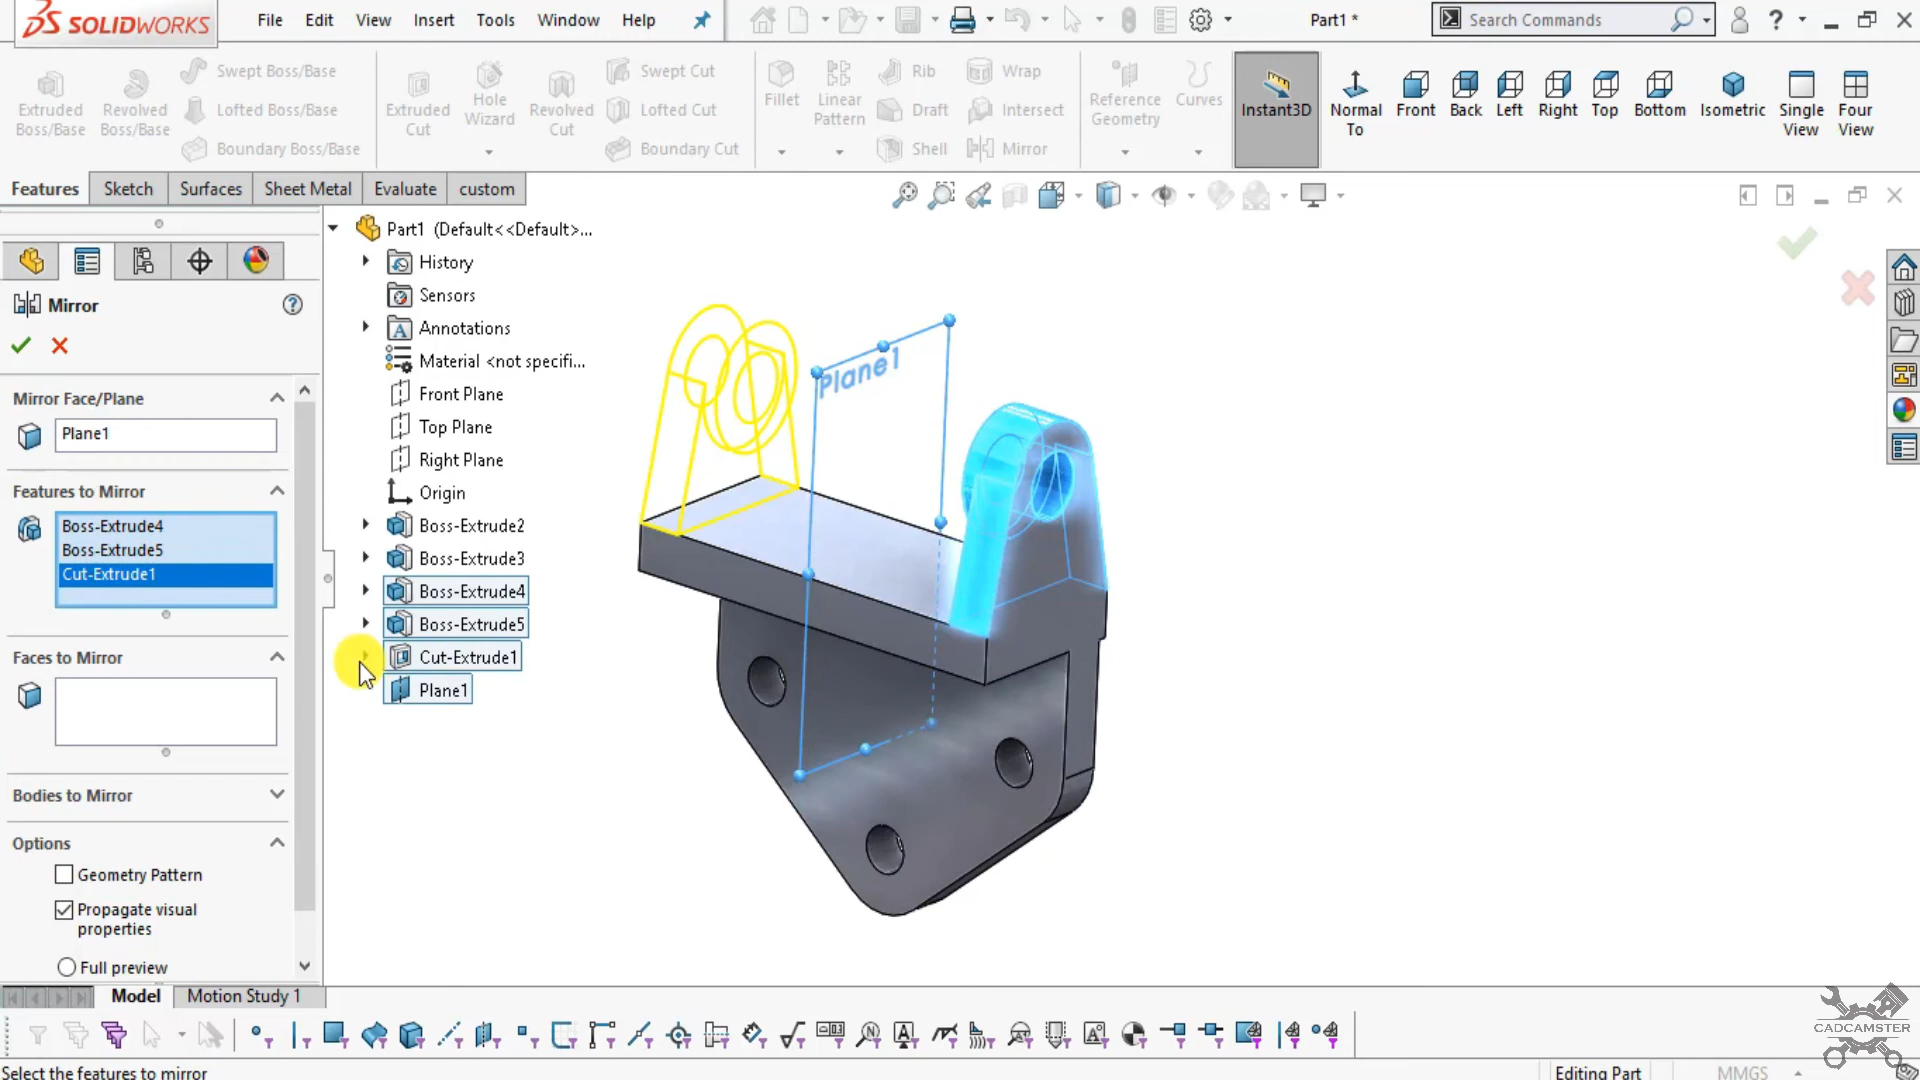 SOLIDWORKS
File Edit View Insert Tools Window Help
Part1 *
Search Commands
?
Extruded Boss/Base
Revolved Boss/Base
Swept Boss/Base
Lofted Boss/Base
Boundary Boss/Base
Extruded Cut
Hole Wizard
Revolved Cut
Swept Cut
Lofted Cut
Boundary Cut
Fillet
Linear Pattern
Rib
Draft
Shell
Wrap
Intersect
Mirror
Reference Geometry
Curves
Instant3D
Normal To
Front
Back
Left
Right
Top
Bottom
Isometric
Single View
Four View
Features Sketch Surfaces Sheet Metal Evaluate custom
Mirror
Mirror Face/Plane
Plane1
Features to Mirror
Boss-Extrude4
Boss-Extrude5
Cut-Extrude1
Faces to Mirror
Bodies to Mirror
Options
Geometry Pattern
Propagate visual
properties
Full preview
Part1 (Default<<Default>...
History
Sensors
Annotations
Material <not specifi...
Front Plane
Top Plane
Right Plane
Origin
Boss-Extrude2
Boss-Extrude3
Boss-Extrude4
Boss-Extrude5
Cut-Extrude1
Plane1
Plane1
Model Motion Study 1
CADCAMSTER
Select the features to mirror
Editing Part
MMGS